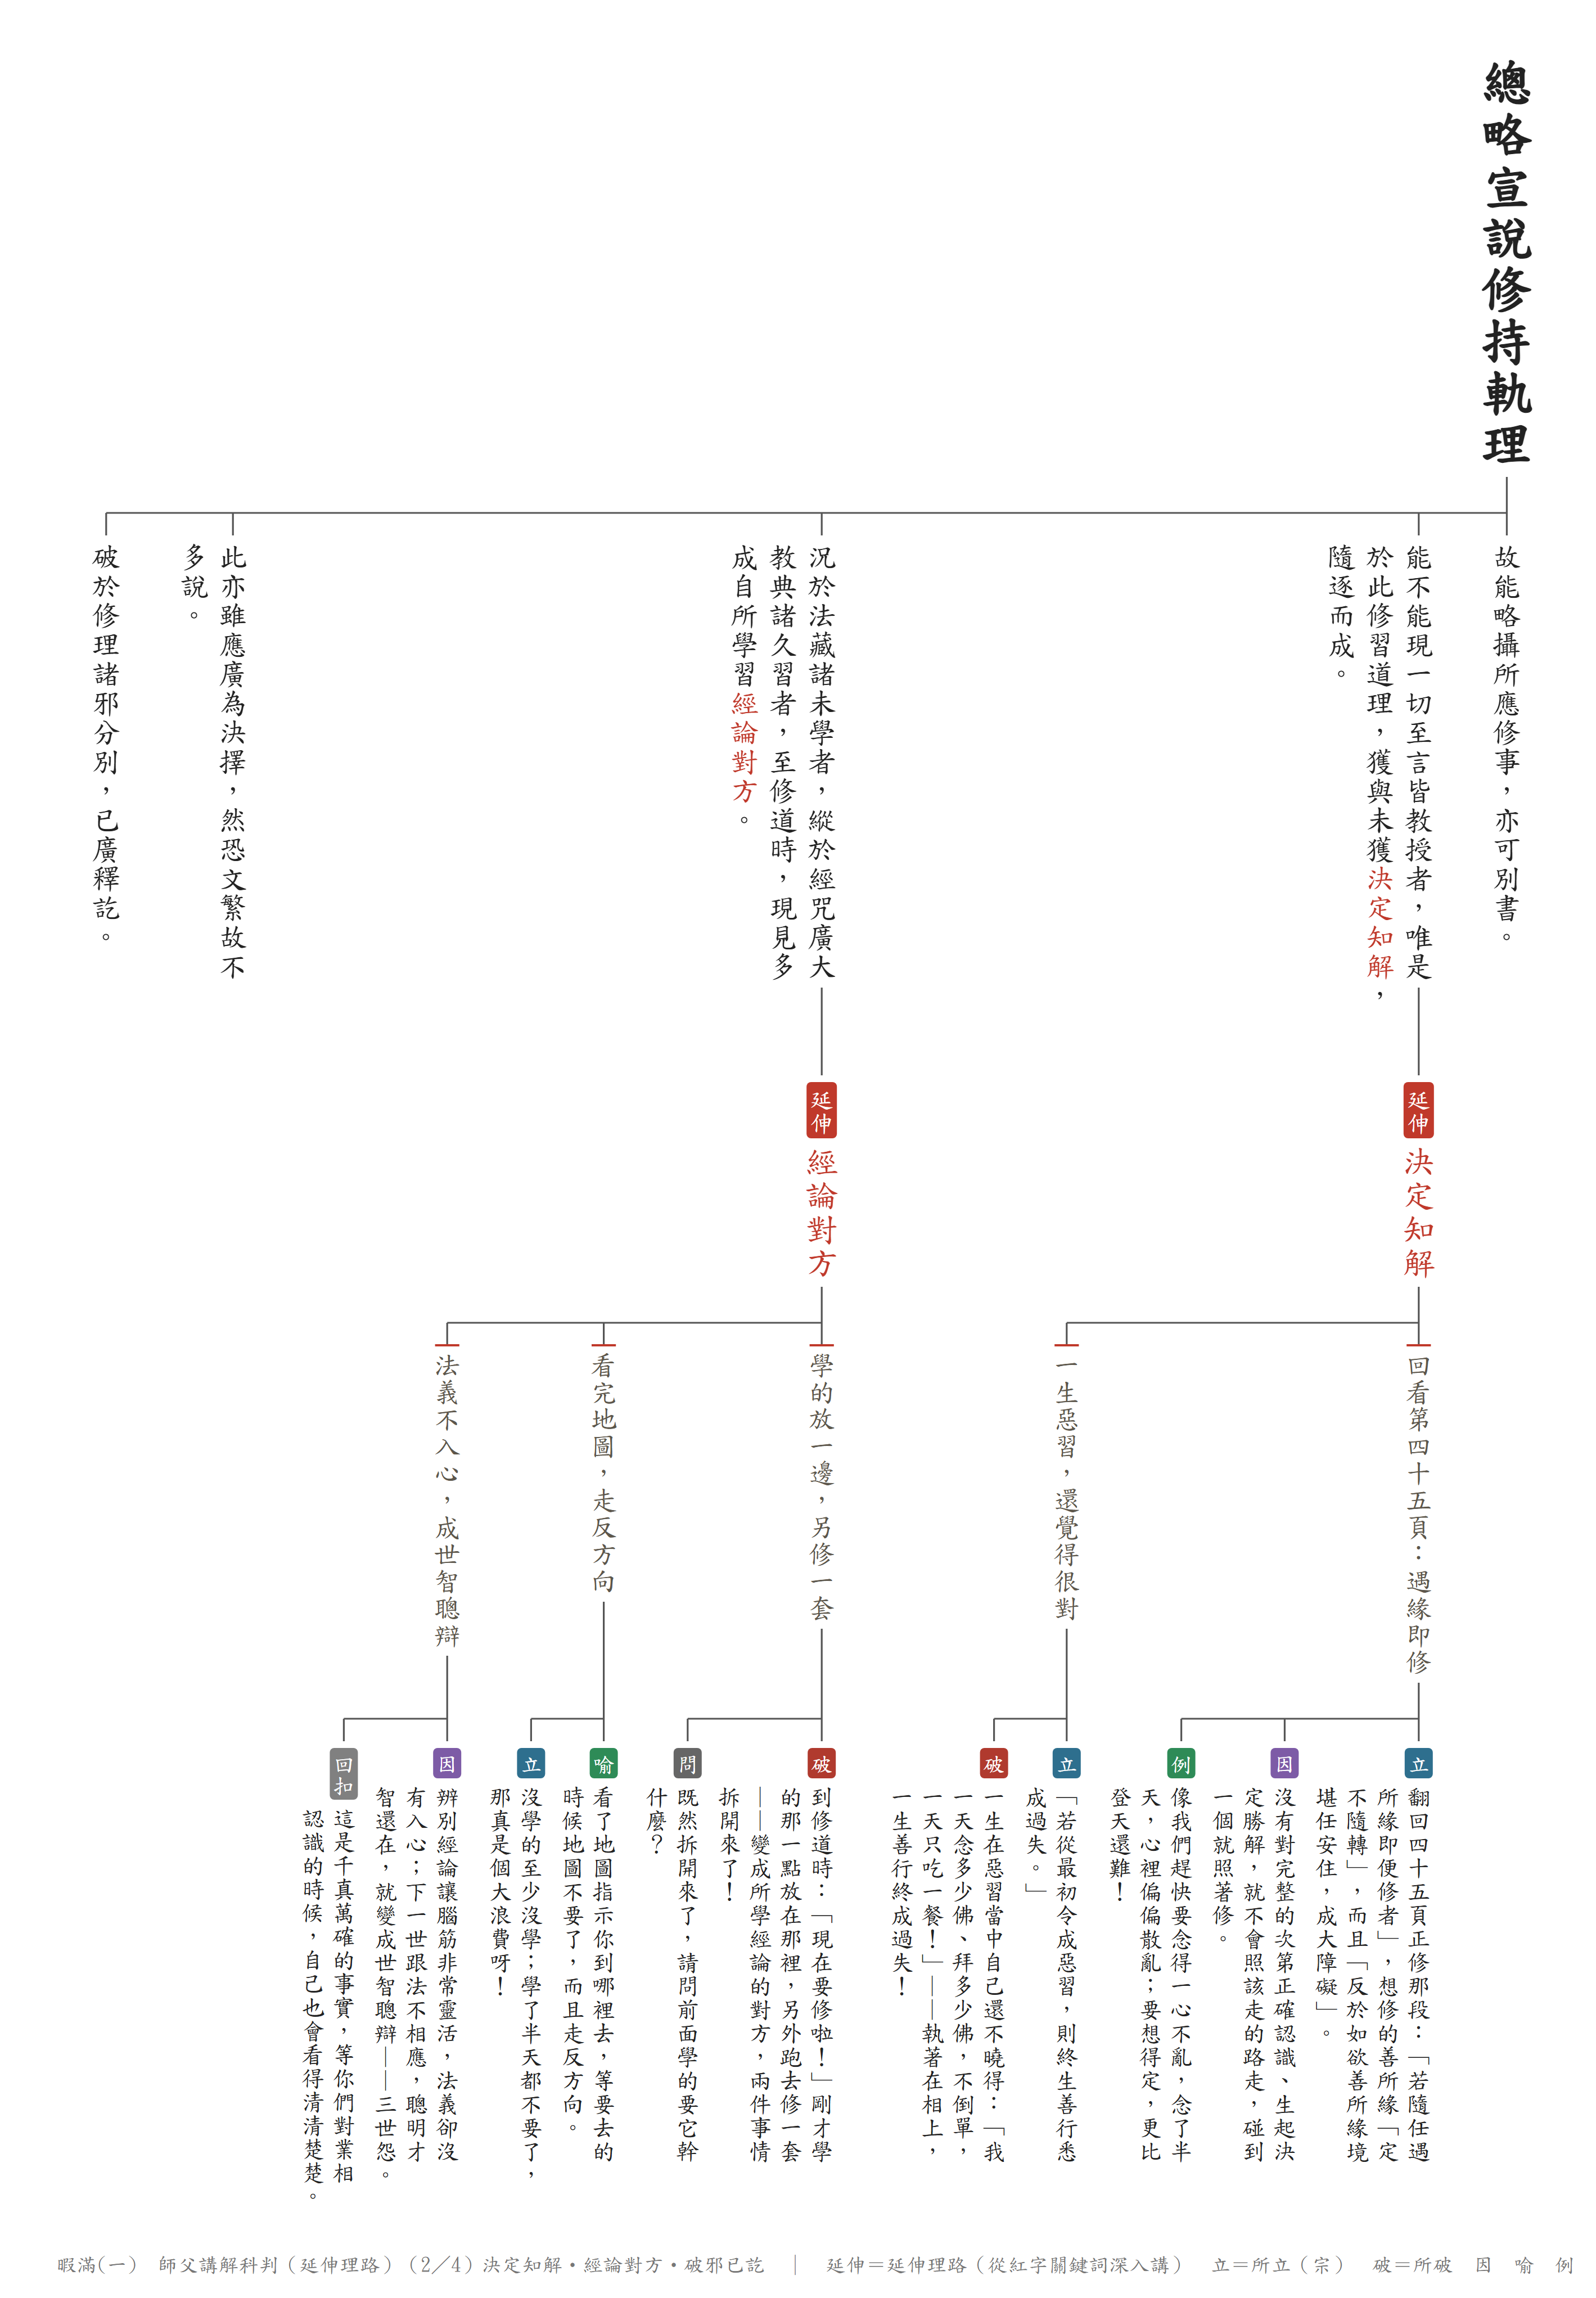 總略宣說修持軌理
故能略攝所應修事，亦可別書。
能不能現一切至言皆教授者，唯是
於此修習道理，獲與未獲決定知解，
隨逐而成。
延伸
決定知解
回看第四十五頁：遇緣即修
立
翻回四十五頁正修那段：「若隨任遇
所緣即便修者」，想修的善所緣「定
不隨轉」，而且「反於如欲善所緣境
堪任安住，成大障礙」。
因
沒有對完整的次第正確認識、生起決
定勝解，就不會照該走的路走，碰到
一個就照著修。
例
像我們趕快要念得一心不亂，念了半
天，心裡偏偏散亂；要想得定，更比
登天還難！
一生惡習，還覺得很對
立
「若從最初令成惡習，則終生善行悉
成過失。」
破
一生在惡習當中自己還不曉得：「我
一天念多少佛、拜多少佛，不倒單，
一天只吃一餐！」——執著在相上，
一生善行終成過失！
況於法藏諸未學者，縱於經咒廣大
教典諸久習者，至修道時，現見多
成自所學習經論對方。
延伸
經論對方
學的放一邊，另修一套
破
到修道時：「現在要修啦！」剛才學
的那一點放在那裡，另外跑去修一套
——變成所學經論的對方，兩件事情
拆開來了！
問
既然拆開來了，請問前面學的要它幹
什麼？
看完地圖，走反方向
喻
看了地圖指示你到哪裡去，等要去的
時候地圖不要了，而且走反方向。
立
沒學的至少沒學；學了半天都不要了，
那真是個大浪費呀！
法義不入心，成世智聰辯
因
辨別經論讓腦筋非常靈活，法義卻沒
有入心；下一世跟法不相應，聰明才
智還在，就變成世智聰辯——三世怨。
回扣
這是千真萬確的事實，等你們對業相
認識的時候，自己也會看得清清楚楚。
此亦雖應廣為決擇，然恐文繁故不
多說。
破於修理諸邪分別，已廣釋訖。
暇滿(一)　師父講解科判（延伸理路）（2／4）決定知解・經論對方・破邪已訖　｜　延伸＝延伸理路（從紅字關鍵詞深入講）　立＝所立（宗）　破＝所破　因　喻　例